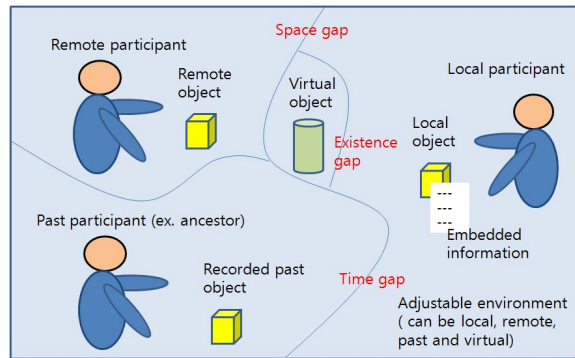 Space gap
Remote participant
Remote
object
Virtual
object
Local participant
Local
object
Existence
gap
---
---
---
Embedded
information
Past participant (ex. ancestor)
Recorded past
object
Time gap
Adjustable environment
( can be local, remote,
past and virtual)